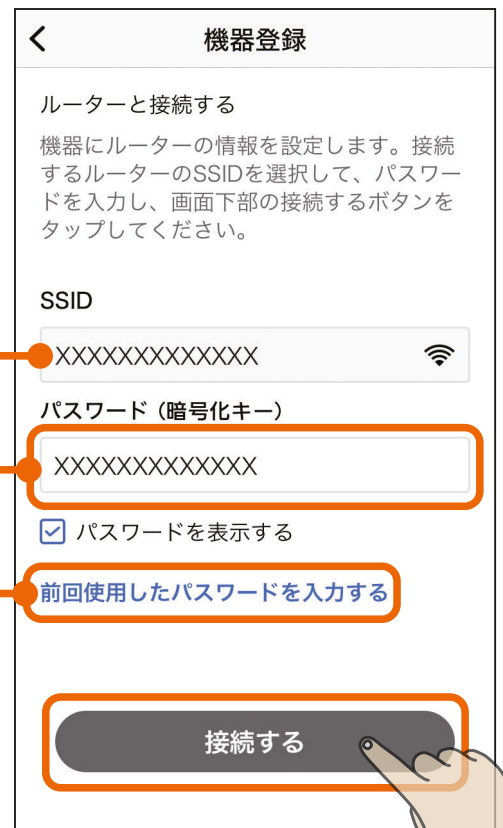 機器登録
ルーターと接続する
機器にルーターの情報を設定します。接続
するルーターのSSIDを選択して、パスワー
ドを入力し、画面下部の接続するボタンを
タップしてください。
SSID
XXXXXXXXXXXXX
パスワード（暗号化キー）
XXXXXXXXXXXXX
パスワードを表示する
前回使用したパスワードを入力する
接続する